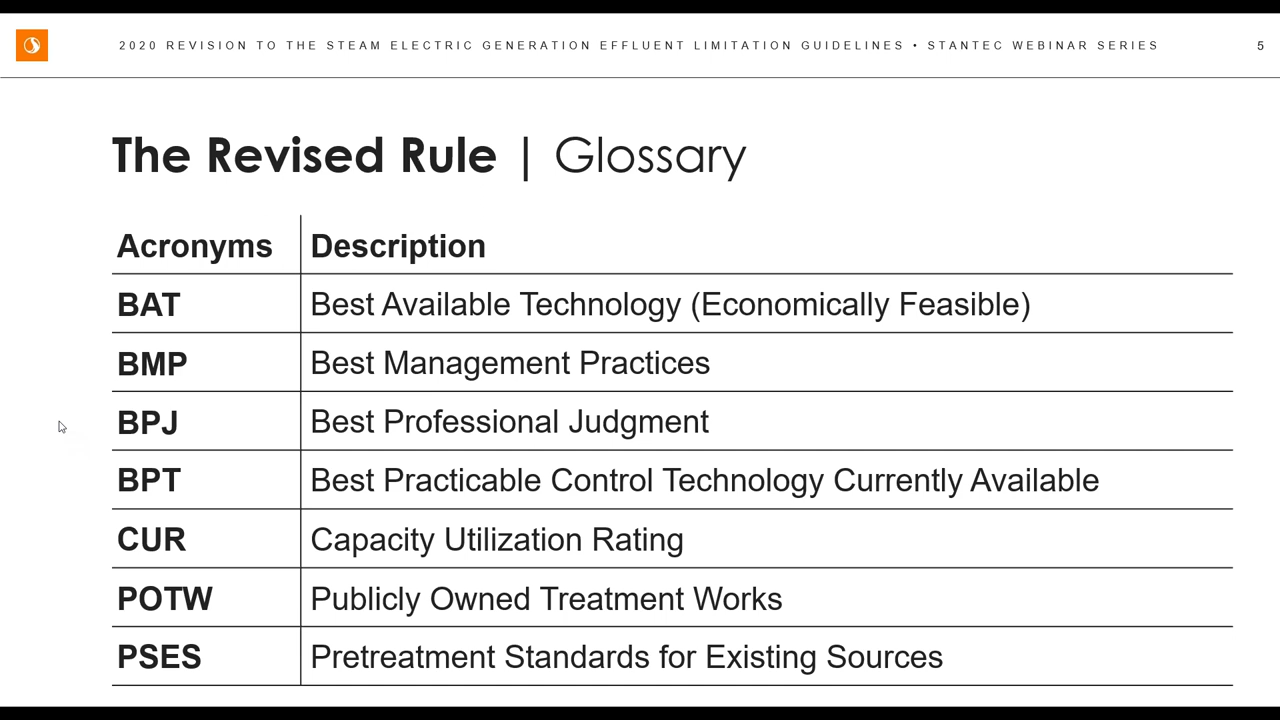 2020 REVISION TO THE STEAM ELECTRIC GENERATION EFFLUENT LIMITATION GUIDELINES • STANTEC WEBINAR SERIES 5
The Revised Rule | Glossary
Acronyms Description
BAT Best Available Technology (Economically Feasible)
BMP Best Management Practices
BPJ Best Professional Judgment
BPT Best Practicable Control Technology Currently Available
CUR Capacity Utilization Rating
POTW Publicly Owned Treatment Works
PSES Pretreatment Standards for Existing Sources